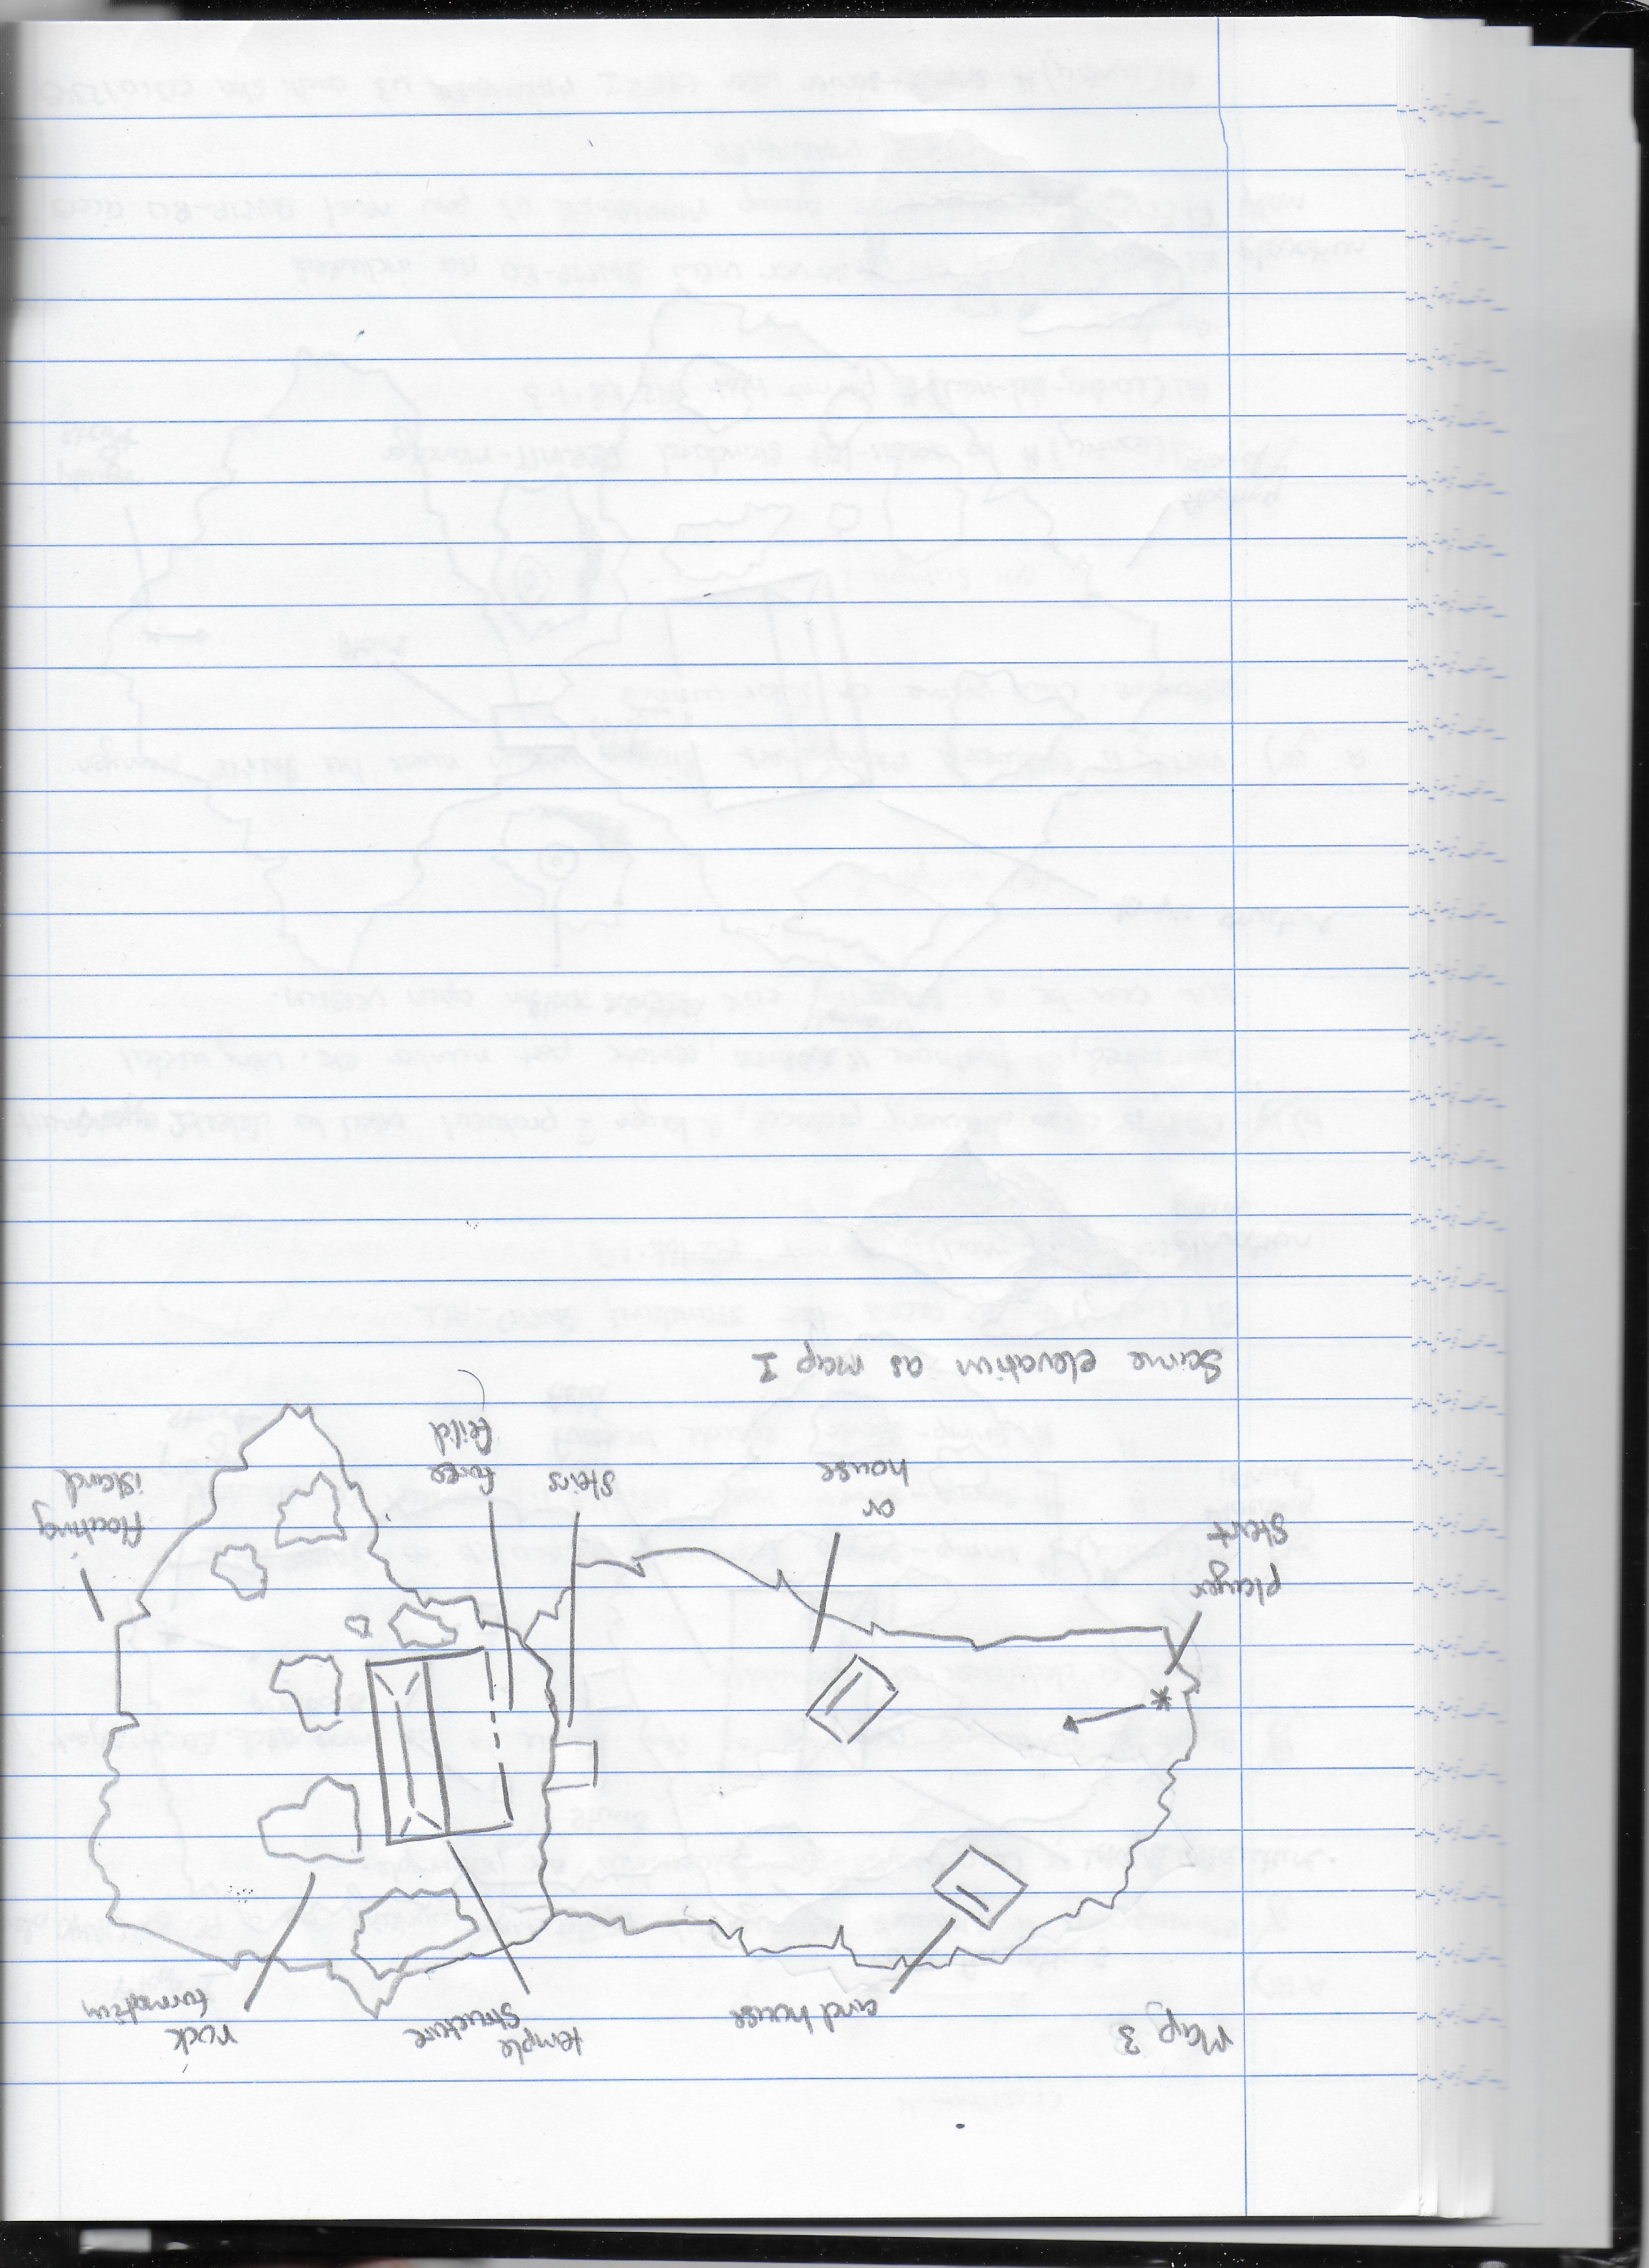 Map 3
and house
temple
structure
rock
formation
player
start
or
house
stairs
force
feild
floating
island
Same elevation as map 1